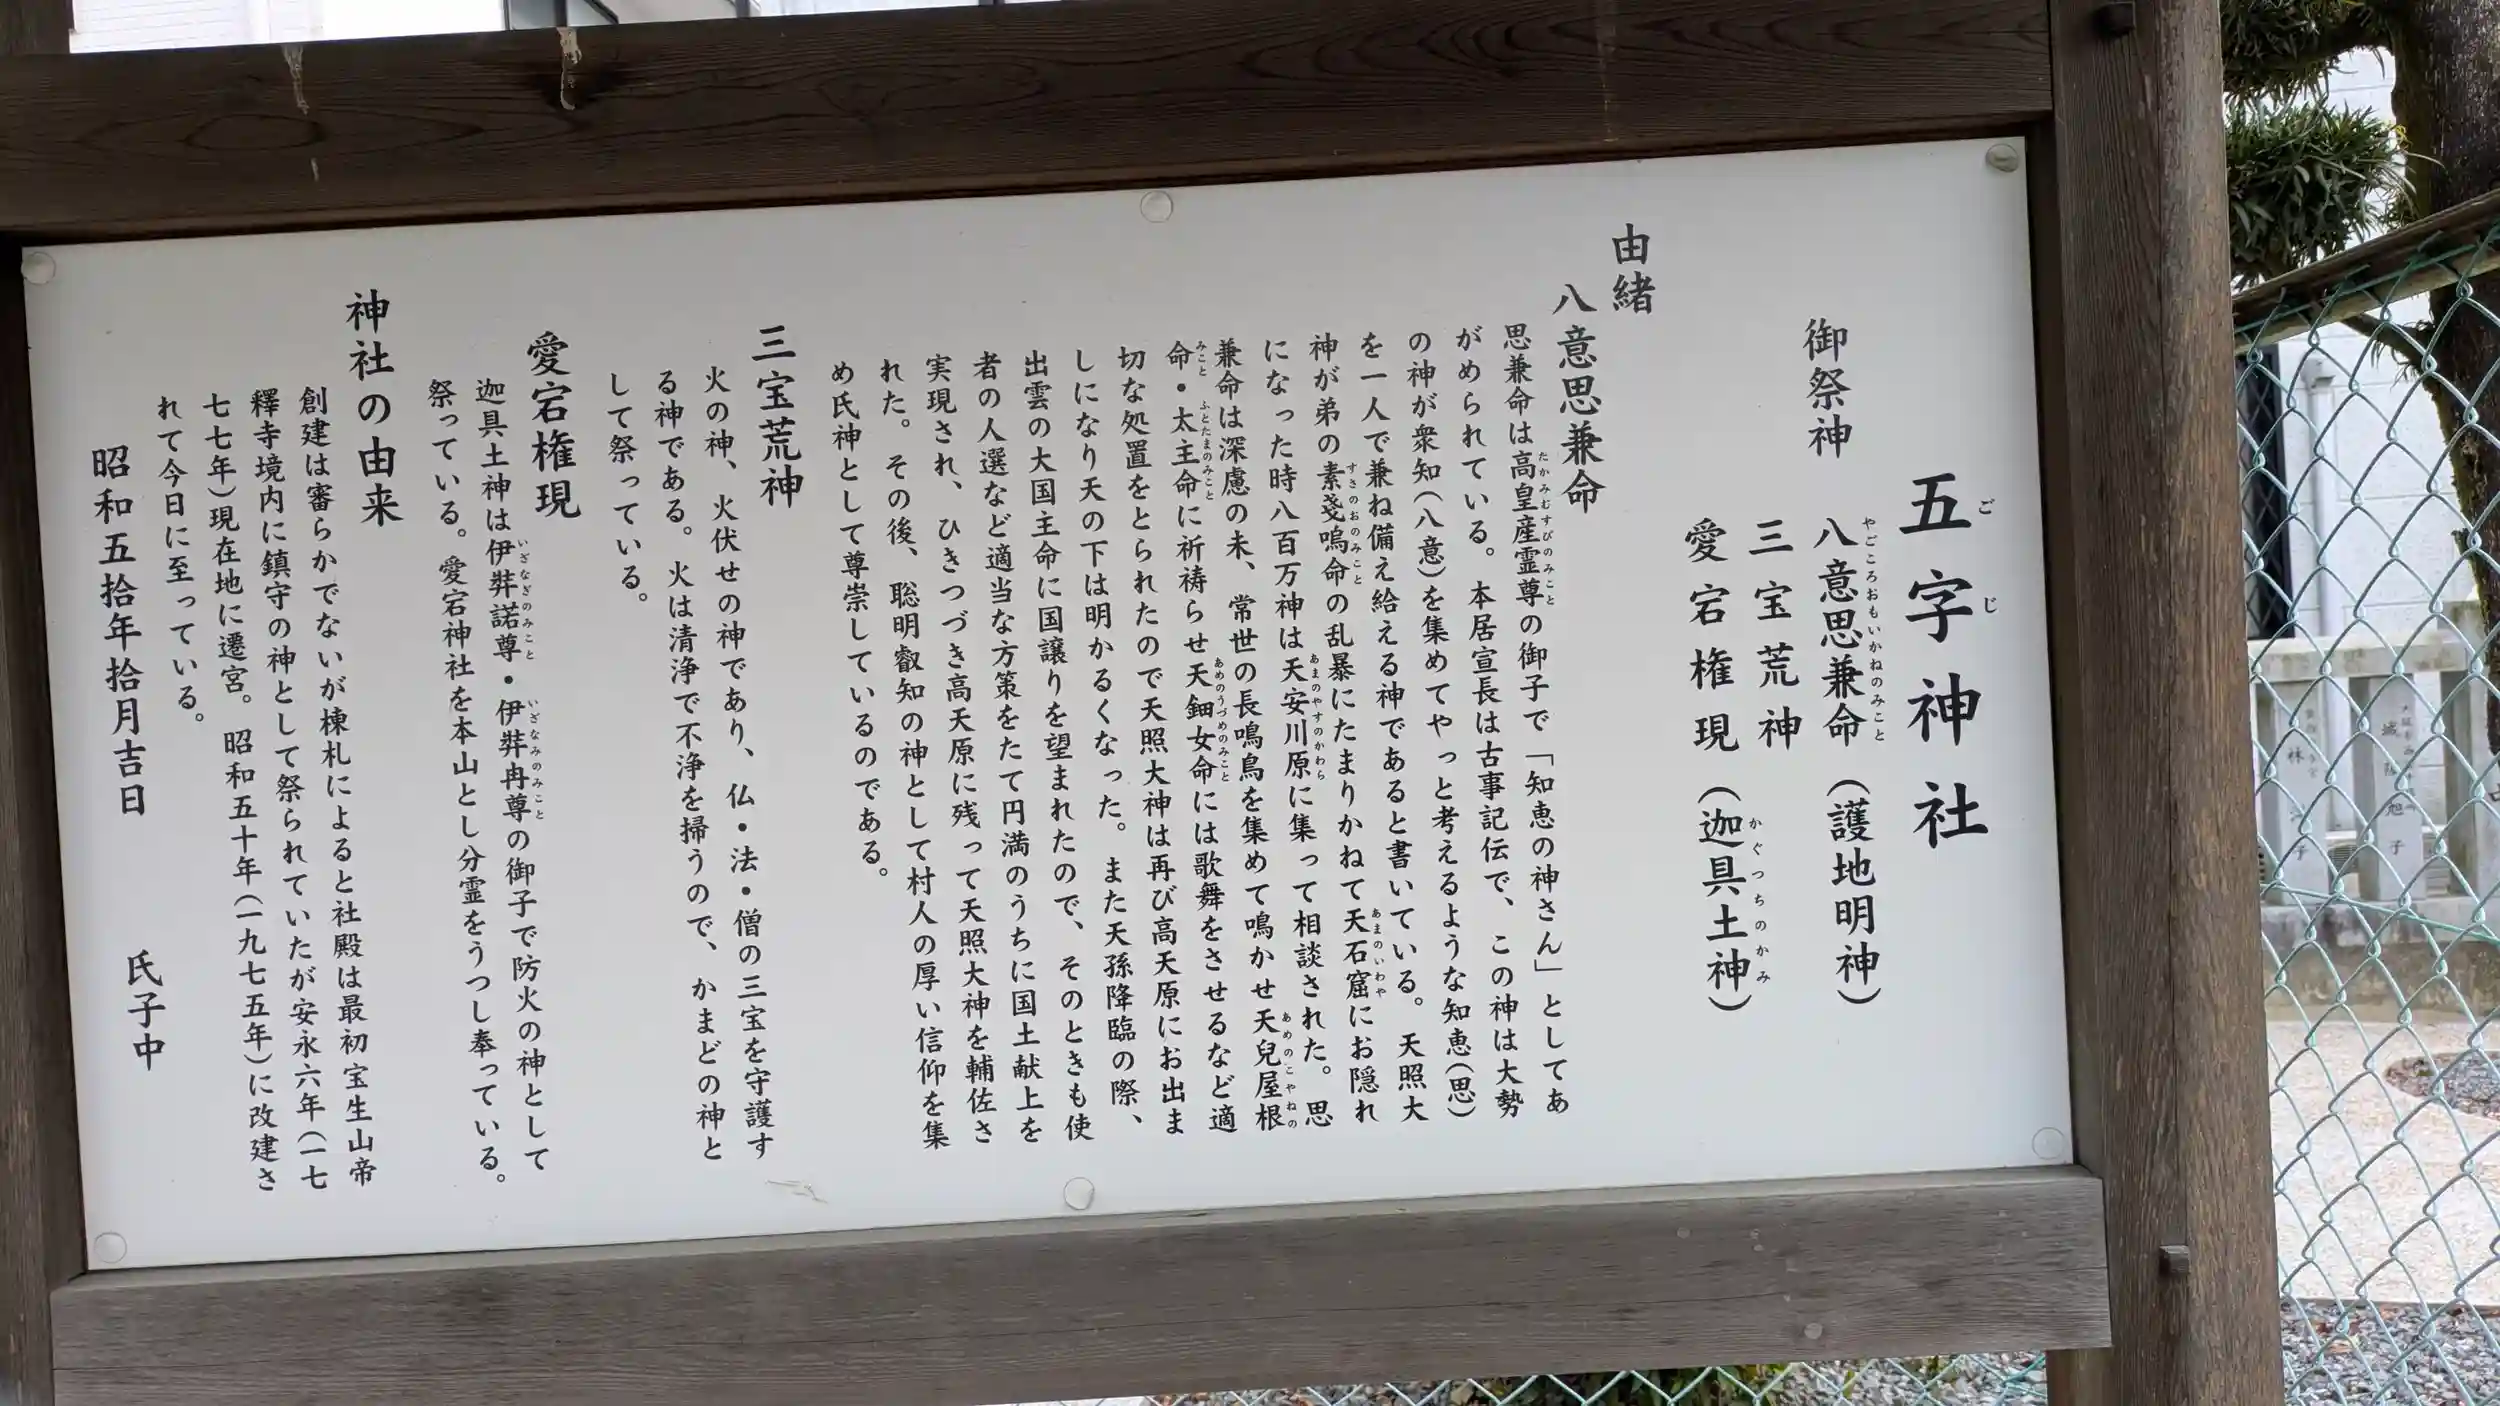 五字神社
御祭神　八意思兼命（護地明神）
三宝荒神
愛宕権現（迦具土神）
由緒
八意思兼命
思兼命は高皇産霊尊の御子で「知恵の神さん」としてあ
がめられている。本居宣長は古事記伝で、この神は大勢
の神が衆知（八意）を集めてやっと考えるような知恵（思）
を一人で兼ね備え給える神であると書いている。天照大
神が弟の素戔嗚命の乱暴にたまりかねて天石窟にお隠れ
になった時八百万神は天安川原に集って相談された。思
兼命は深慮の未、常世の長鳴鳥を集めて鳴かせ天兒屋根
命・太主命に祈祷らせ天鈿女命には歌舞をさせるなど適
切な処置をとられたので天照大神は再び高天原にお出ま
しになり天の下は明かるくなった。また天孫降臨の際、
出雲の大国主命に国譲りを望まれたので、そのときも使
者の人選など適当な方策をたて円満のうちに国土献上を
実現され、ひきつづき高天原に残って天照大神を輔佐さ
れた。その後、聡明叡知の神として村人の厚い信仰を集
め氏神として尊崇しているのである。
三宝荒神
火の神、火伏せの神であり、仏・法・僧の三宝を守護す
る神である。火は清浄で不浄を掃うので、かまどの神と
して祭っている。
愛宕権現
迦具土神は伊弉諾尊・伊弉冉尊の御子で防火の神として
祭っている。愛宕神社を本山とし分霊をうつし奉っている。
神社の由来
創建は審らかでないが棟札によると社殿は最初宝生山帝
釋寺境内に鎮守の神として祭られていたが安永六年（一七
七七年）現在地に遷宮。昭和五十年（一九七五年）に改建さ
れて今日に至っている。
昭和五拾年拾月吉日　氏子中